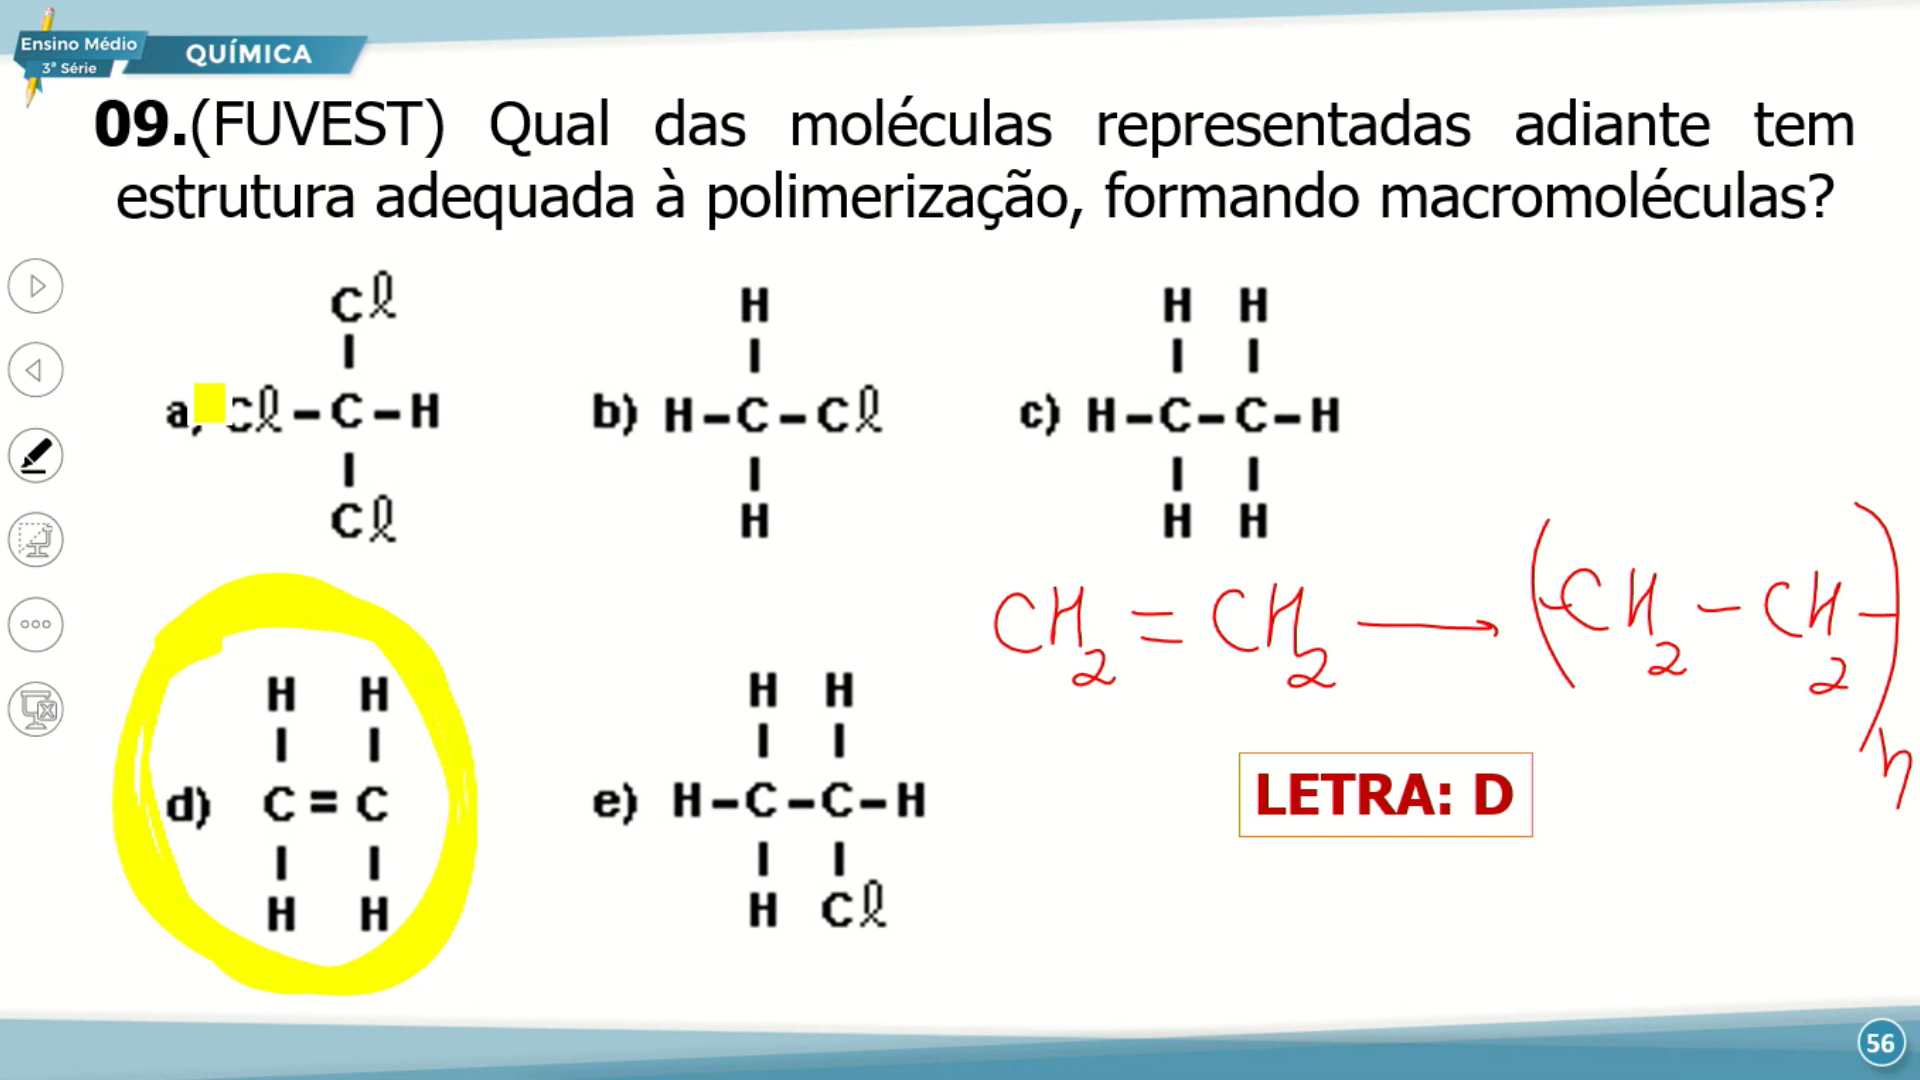 Ensino Médio
3ª Série
QUÍMICA
09.(FUVEST) Qual das moléculas representadas adiante tem
estrutura adequada à polimerização, formando macromoléculas?
Cl
a) Cl – C – H
Cl
H
b) H – C – Cl
H
H H
c) H – C – C – H
H H
CH2 = CH2 → (–CH2 – CH2–)n
H H
d) C = C
H H
H H
e) H – C – C – H
H Cl
LETRA: D
56